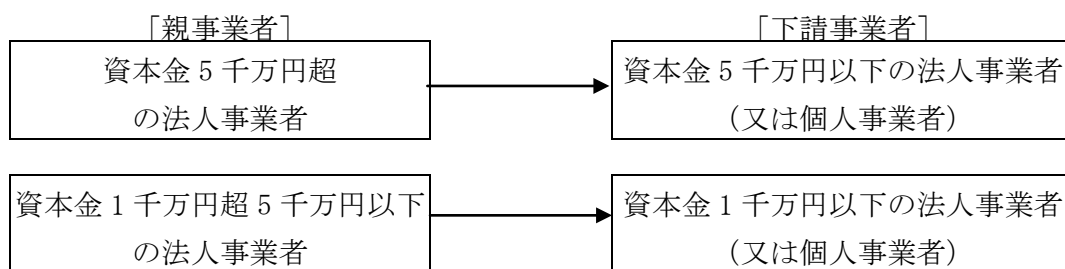 ［親事業者］
［下請事業者］
資本金５千万円超
の法人事業者
資本金５千万円以下の法人事業者
（又は個人事業者）
資本金１千万円超５千万円以下
の法人事業者
資本金１千万円以下の法人事業者
（又は個人事業者）